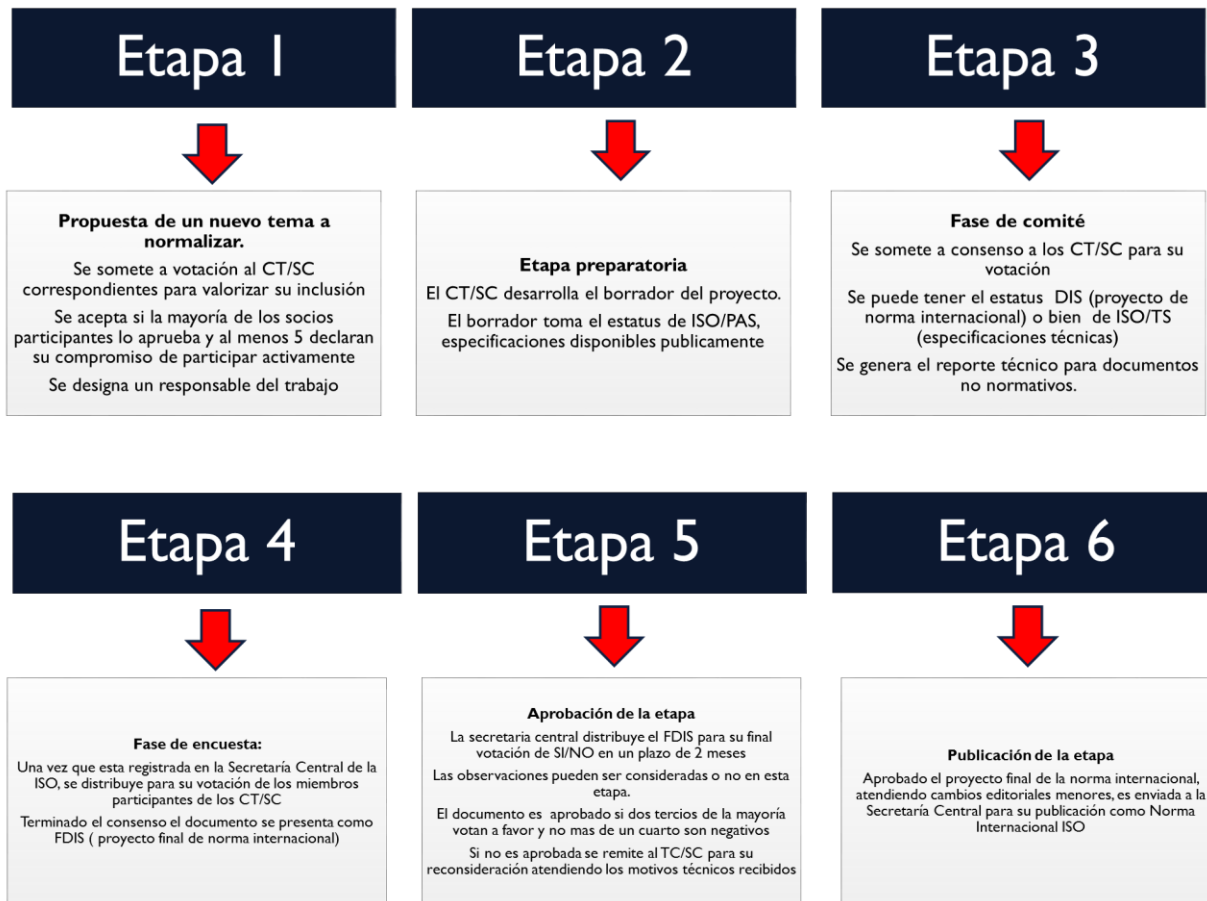 Etapa 1
Etapa 2
Etapa 3
Propuesta de un nuevo tema a
normalizar.
Se somete a votación al CT/SC
correspondientes para valorizar su inclusión
Se acepta si la mayoría de los socios
participantes lo aprueba y al menos 5 declaran
su compromiso de participar activamente
Se designa un responsable del trabajo
Etapa preparatoria
El CT/SC desarrolla el borrador del proyecto.
El borrador toma el estatus de ISO/PAS,
especificaciones disponibles publicamente
Fase de comité
Se somete a consenso a los CT/SC para su
votación
Se puede tener el estatus DIS (proyecto de
norma internacional) o bien de ISO/TS
(especificaciones técnicas)
Se genera el reporte técnico para documentos
no normativos.
Etapa 4
Etapa 5
Etapa 6
Fase de encuesta:
Una vez que esta registrada en la Secretaría Central de la
ISO, se distribuye para su votación de los miembros
participantes de los CT/SC
Terminado el consenso el documento se presenta como
FDIS ( proyecto final de norma internacional)
Aprobación de la etapa
La secretaria central distribuye el FDIS para su final
votación de SI/NO en un plazo de 2 meses
Las observaciones pueden ser consideradas o no en esta
etapa.
El documento es aprobado si dos tercios de la mayoría
votan a favor y no mas de un cuarto son negativos
Si no es aprobada se remite al TC/SC para su
reconsideración atendiendo los motivos técnicos recibidos
Publicación de la etapa
Aprobado el proyecto final de la norma internacional,
atendiendo cambios editoriales menores, es enviada a la
Secretaría Central para su publicación como Norma
Internacional ISO